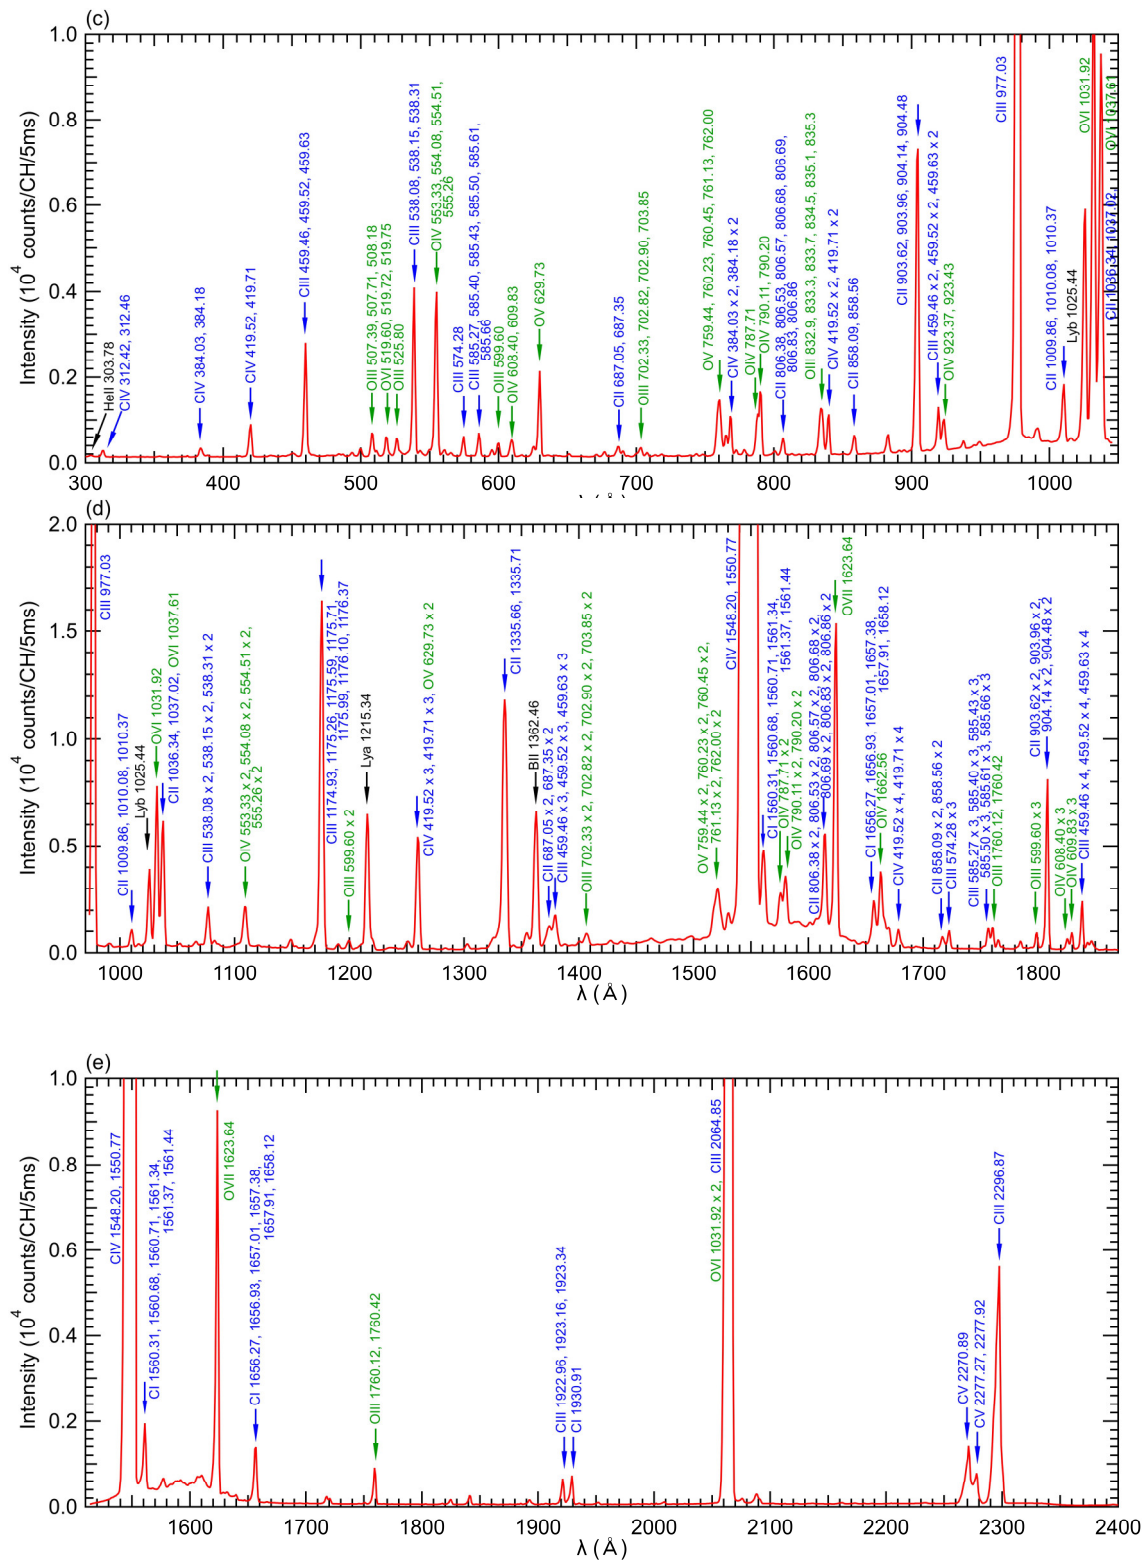 (c)
Intensity (10⁴ counts/CH/5ms)
1.0
0.8
0.6
0.4
0.2
0.0
HeII 303.78
CIV 312.42, 312.46
CIV 384.03, 384.18
CIV 419.52, 419.71
CIII 459.46, 459.52, 459.63
OIII 507.39, 507.71, 508.18
OVI 519.60, 519.72, 519.75
OIII 525.80
CIII 538.08, 538.15, 538.31
OIV 553.33, 554.08, 554.51,
555.26
CIII 574.28
CIII 585.27, 585.40, 585.43, 585.50, 585.61,
585.66
OIII 599.60
OIV 608.40, 609.83
OV 629.73
CII 687.05, 687.35
OIII 702.33, 702.82, 702.90, 703.85
OV 759.44, 760.23, 760.45, 761.13, 762.00
CIV 384.03 x 2, 384.18 x 2
OIV 787.71
OIV 790.11, 790.20
CII 806.38, 806.53, 806.57, 806.68, 806.69,
806.83, 806.86
OIII 832.9, 833.3, 833.7, 834.5, 835.1, 835.3
CIV 419.52 x 2, 419.71 x 2
CII 858.09, 858.56
CII 903.62, 903.96, 904.14, 904.48
CIII 459.46 x 2, 459.52 x 2, 459.63 x 2
OIV 923.37, 923.43
CIII 977.03
CII 1009.86, 1010.08, 1010.37
Lyb 1025.44
OVI 1031.92
OVI 1037.61
CII 1036.34, 1037.02,
300 400 500 600 700 800 900 1000
(d)
Intensity (10⁴ counts/CH/5ms)
2.0
1.5
1.0
0.5
0.0
CIII 977.03
CII 1009.86, 1010.08, 1010.37
Lyb 1025.44
OVI 1031.92
CII 1036.34, 1037.02, OVI 1037.61
CIII 538.08 x 2, 538.15 x 2, 538.31 x 2
OIV 553.33 x 2, 554.08 x 2, 554.51 x 2,
555.26 x 2
CIII 1174.93, 1175.26, 1175.59, 1175.71,
1175.99, 1176.10, 1176.37
OIII 599.60 x 2
Lya 1215.34
CIV 419.52 x 3, 419.71 x 3, OV 629.73 x 2
CII 1335.66, 1335.71
BII 1362.46
CII 687.05 x 2, 687.35 x 2
CIII 459.46 x 3, 459.52 x 3, 459.63 x 3
OIII 702.33 x 2, 702.82 x 2, 702.90 x 2, 703.85 x 2
OV 759.44 x 2, 760.23 x 2, 760.45 x 2,
761.13 x 2, 762.00 x 2
CIV 1548.20, 1550.77
CI 1560.31, 1560.68, 1560.71, 1561.34,
1561.37, 1561.44
OIV 787.71 x 2
OIV 790.11 x 2, 790.20 x 2
CII 806.38 x 2, 806.53 x 2, 806.57 x 2, 806.68 x 2,
806.69 x 2, 806.83 x 2, 806.86 x 2
OVII 1623.64
CI 1656.27, 1656.93, 1657.01, 1657.38,
1657.91, 1658.12
OIV 1662.56
CIV 419.52 x 4, 419.71 x 4
CII 858.09 x 2, 858.56 x 2
CIII 574.28 x 3
CIII 585.27 x 3, 585.40 x 3, 585.43 x 3,
585.50 x 3, 585.61 x 3, 585.66 x 3
OIII 1760.12, 1760.42
OIII 599.60 x 3
CII 903.62 x 2, 903.96 x 2,
904.14 x 2, 904.48 x 2
OIV 608.40 x 3
OIV 609.83 x 3
CIII 459.46 x 4, 459.52 x 4, 459.63 x 4
1000 1100 1200 1300 1400 1500 1600 1700 1800
λ (Å)
(e)
Intensity (10⁴ counts/CH/5ms)
1.0
0.8
0.6
0.4
0.2
0.0
CIV 1548.20, 1550.77
CI 1560.31, 1560.68, 1560.71, 1561.34,
1561.37, 1561.44
OVII 1623.64
CI 1656.27, 1656.93, 1657.01, 1657.38,
1657.91, 1658.12
OIII 1760.12, 1760.42
CIII 1922.96, 1923.16, 1923.34
CI 1930.91
OVI 1031.92 x 2, CIII 2064.85
CV 2270.89
CV 2277.27, 2277.92
CIII 2296.87
1600 1700 1800 1900 2000 2100 2200 2300 2400
λ (Å)